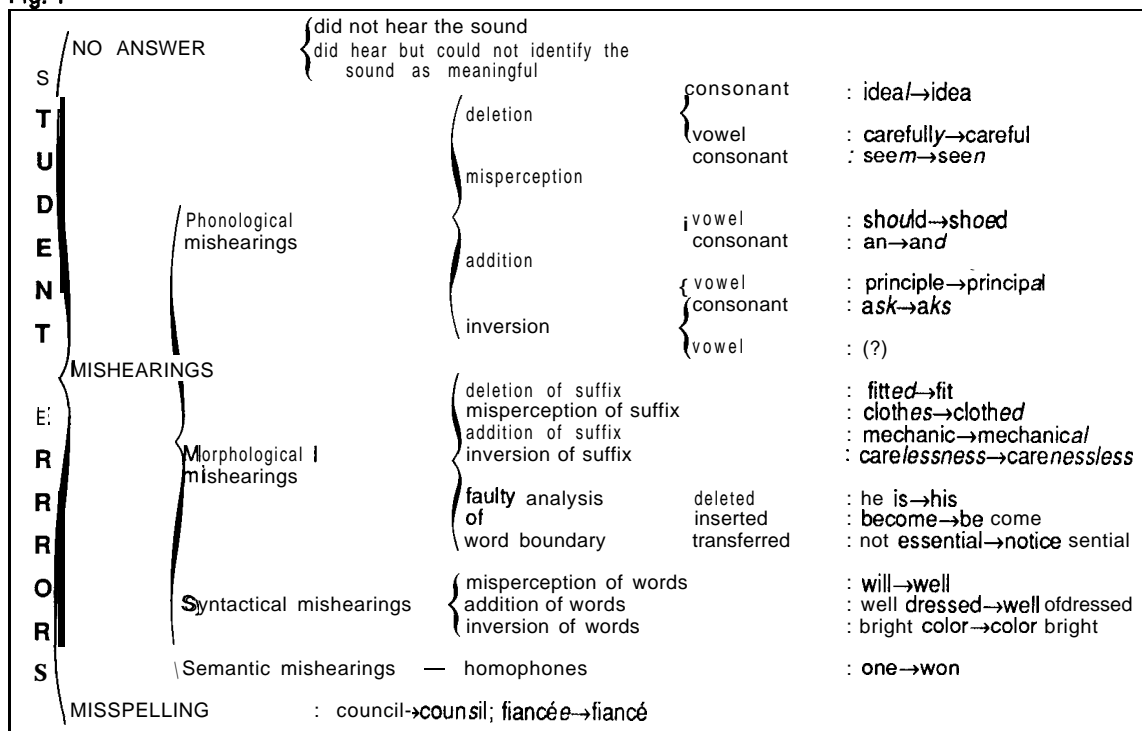 Fig. 1
STUDENT ERRORS
NO ANSWER
did not hear the sound
did hear but could not identify the
sound as meaningful
MISHEARINGS
Phonological
mishearings
deletion
consonant : ideal→idea
vowel : carefully→careful
misperception
consonant : seem→seen
vowel : should→shoed
addition
consonant : an→and
vowel : principle→principal
inversion
consonant : ask→aks
vowel : (?)
Morphological
mishearings
deletion of suffix : fitted→fit
misperception of suffix : clothes→clothed
addition of suffix : mechanic→mechanical
inversion of suffix : carelessness→carenessless
faulty analysis deleted : he is→his
of inserted : become→be come
word boundary transferred : not essential→notice sential
Syntactical mishearings
misperception of words : will→well
addition of words : well dressed→well ofdressed
inversion of words : bright color→color bright
Semantic mishearings — homophones : one→won
MISSPELLING : council→counsil; fiancée→fiancé